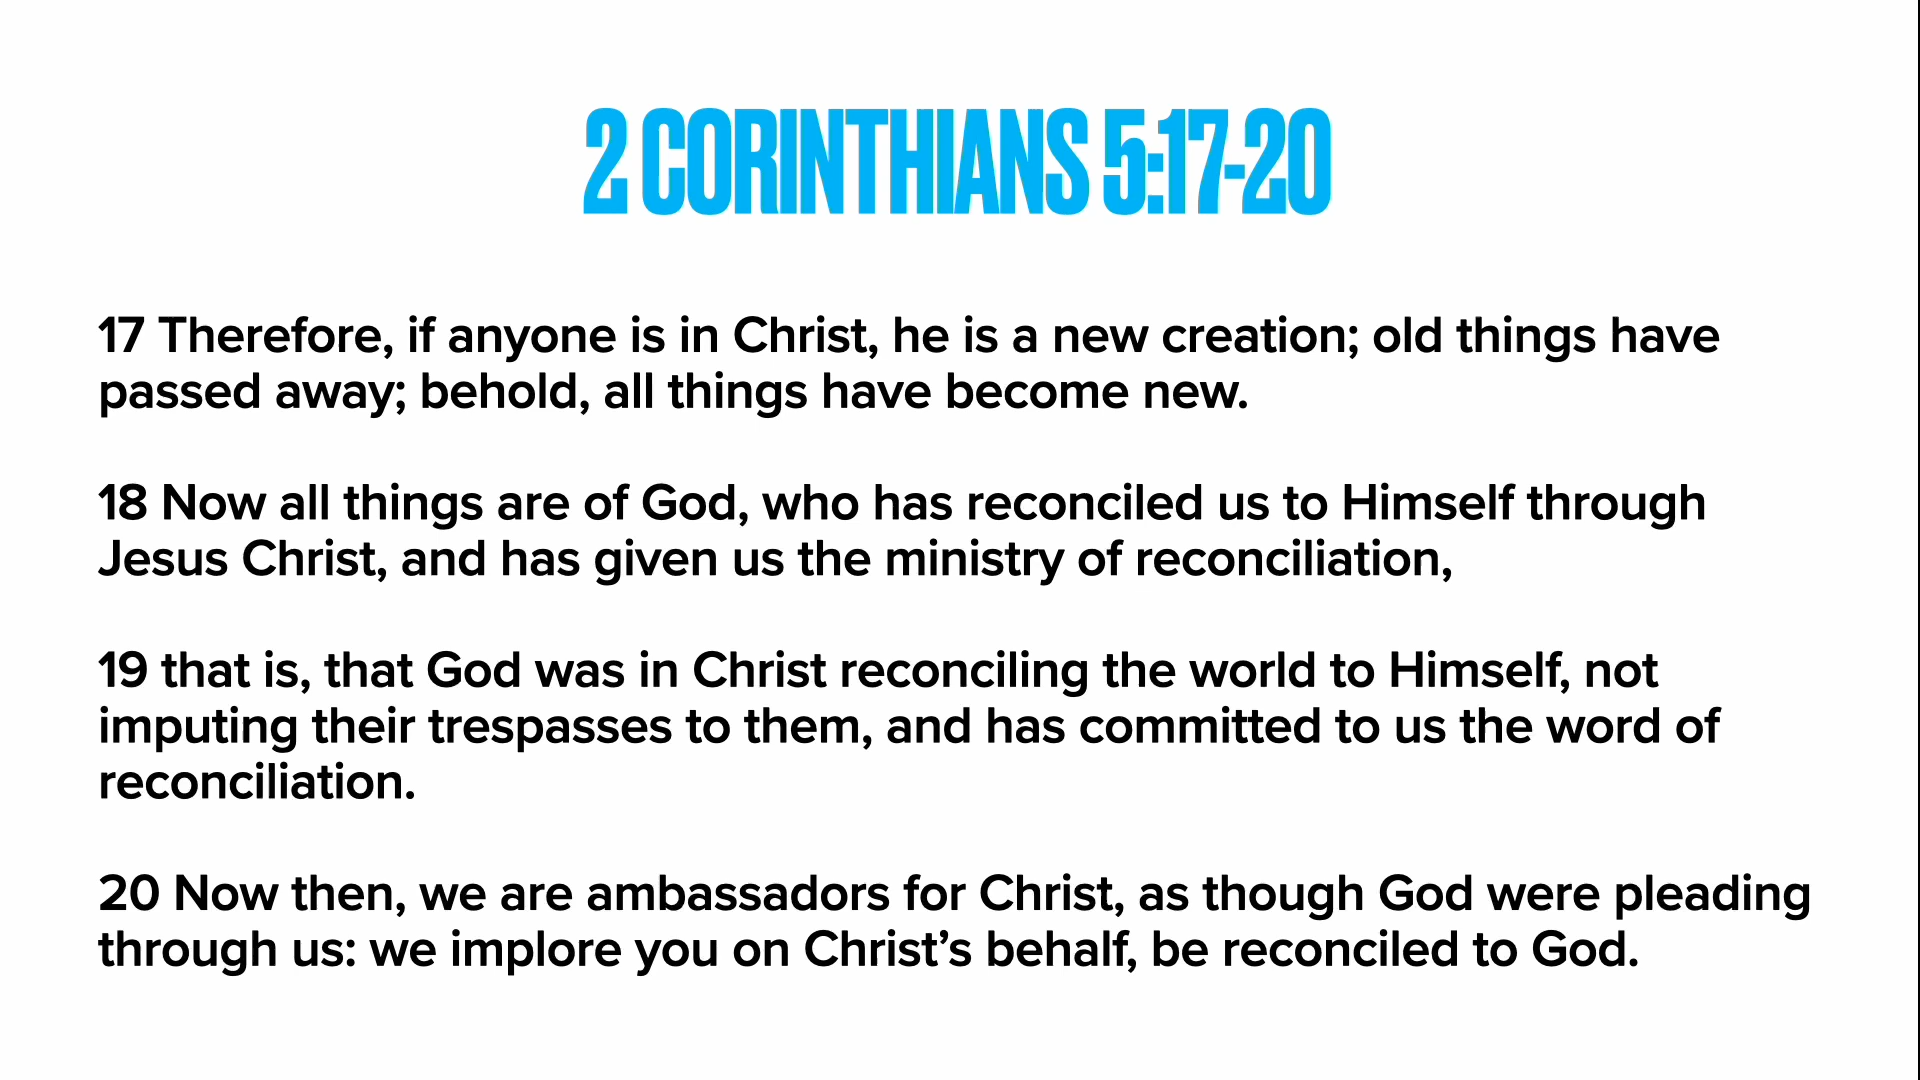 2 CORINTHIANS 5:17-20
17 Therefore, if anyone is in Christ, he is a new creation; old things have
passed away; behold, all things have become new.
18 Now all things are of God, who has reconciled us to Himself through
Jesus Christ, and has given us the ministry of reconciliation,
19 that is, that God was in Christ reconciling the world to Himself, not
imputing their trespasses to them, and has committed to us the word of
reconciliation.
20 Now then, we are ambassadors for Christ, as though God were pleading
through us: we implore you on Christ’s behalf, be reconciled to God.